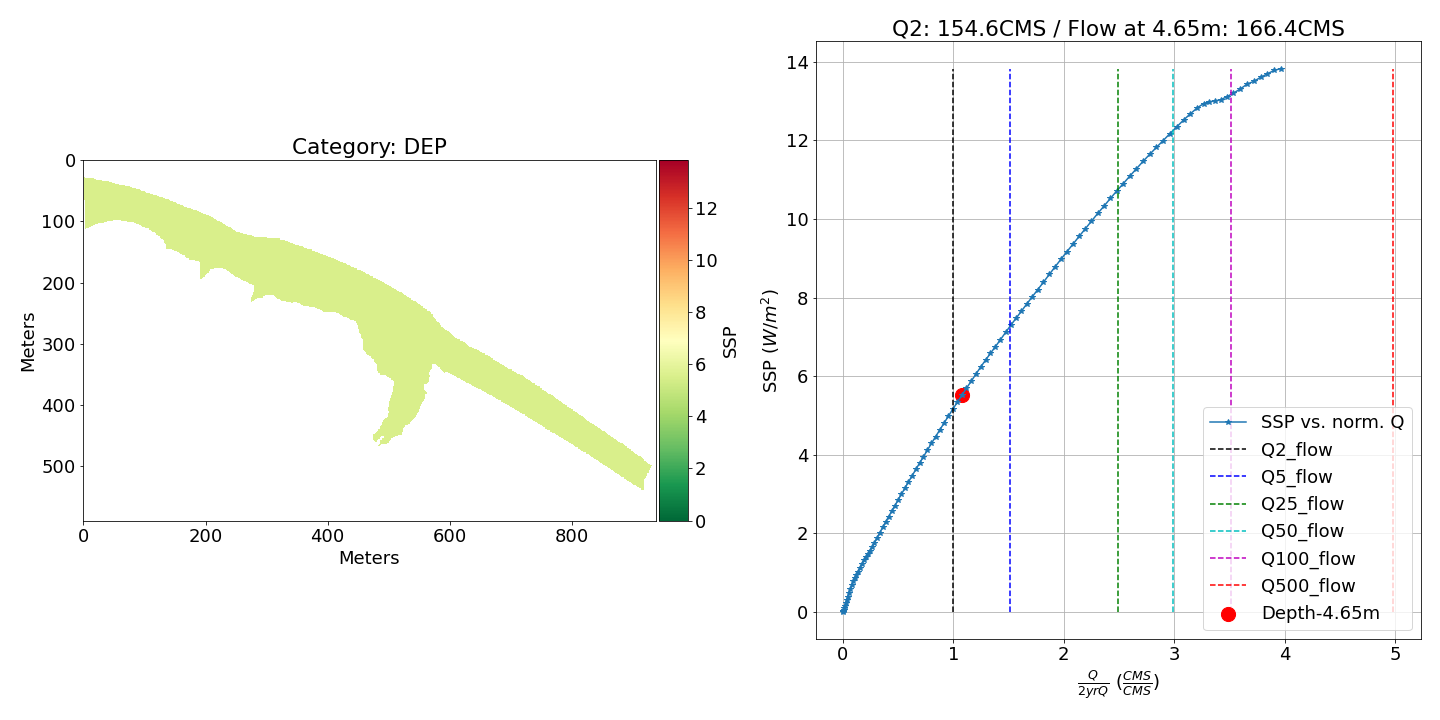 Category: DEP
0
100
200
300
400
500
Meters
0
200
400
600
800
Meters
12
10
8
6
4
2
0
SSP
Q2: 154.6CMS / Flow at 4.65m: 166.4CMS
14
12
10
8
6
4
2
0
SSP (W/m²)
0
1
2
3
4
5
Q/2yrQ (CMS/CMS)
SSP vs. norm. Q
Q2_flow
Q5_flow
Q25_flow
Q50_flow
Q100_flow
Q500_flow
Depth-4.65m